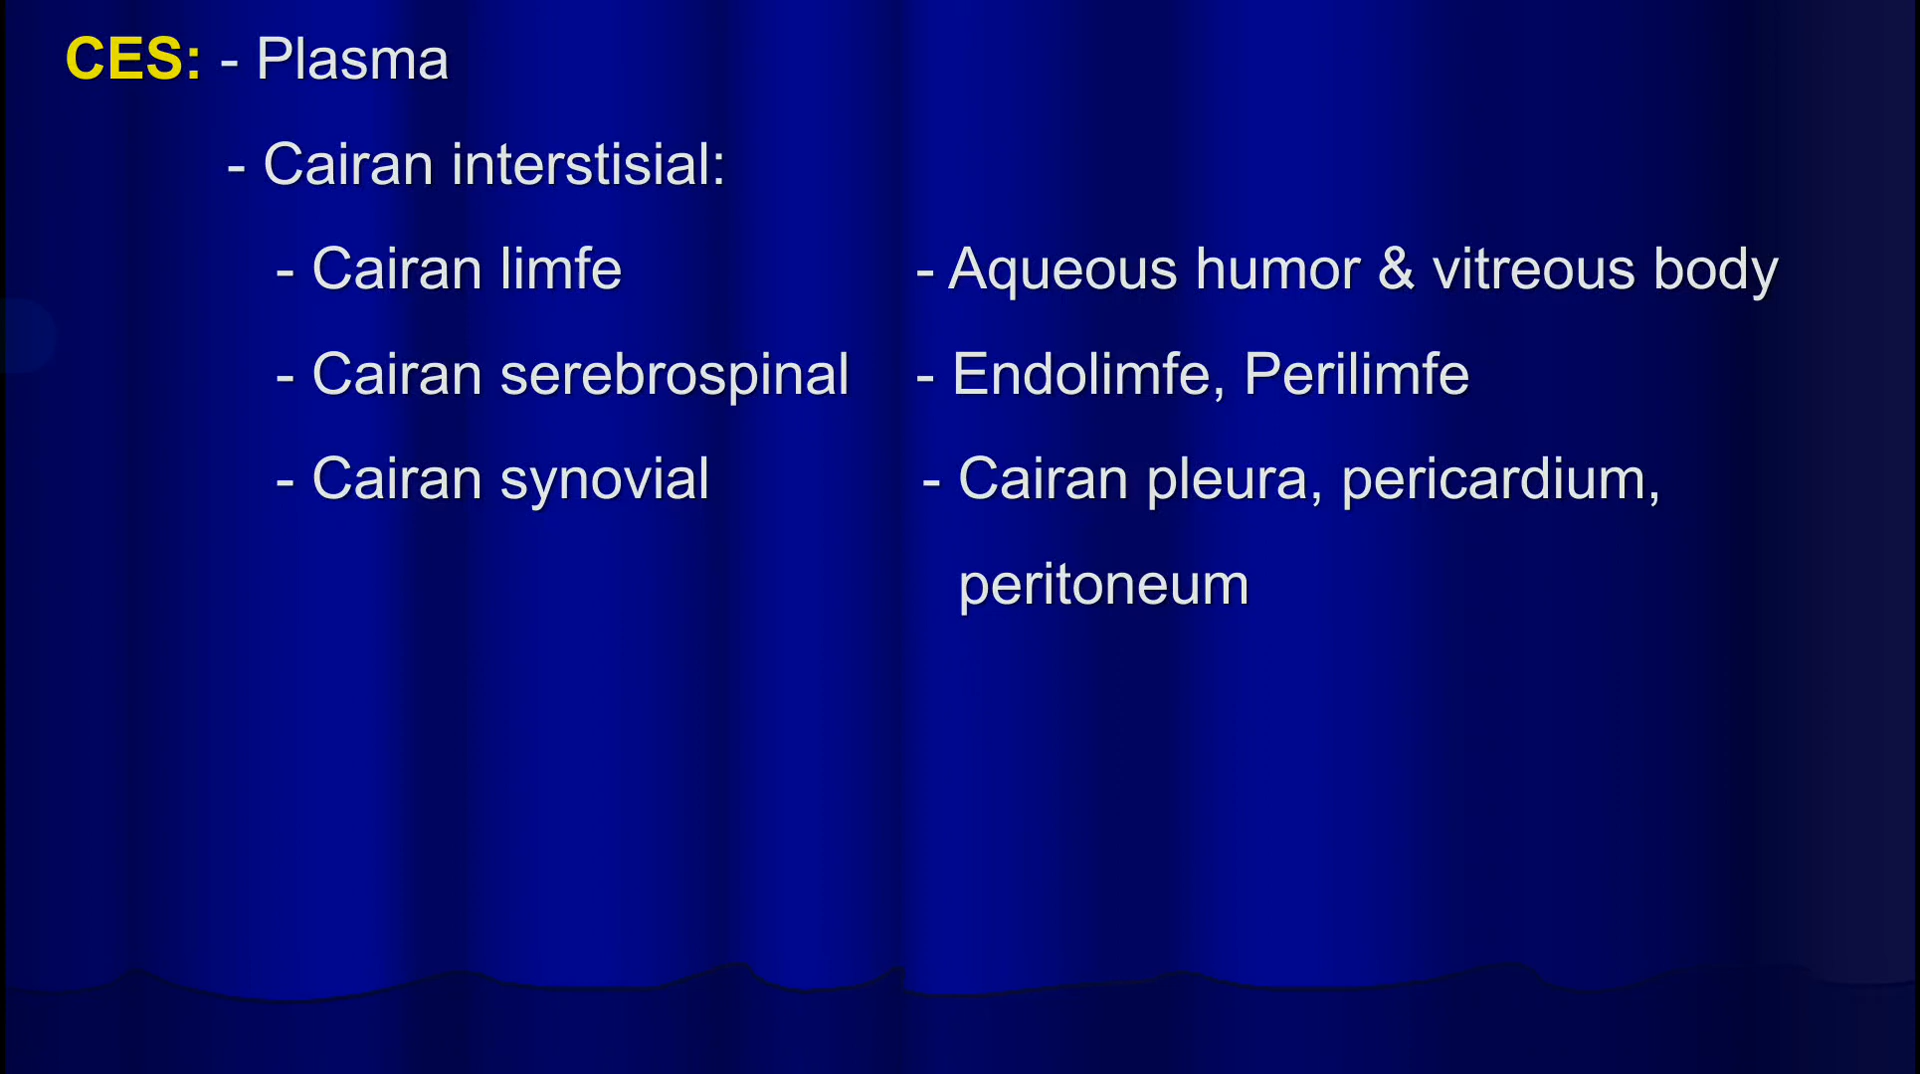 CES: - Plasma
- Cairan interstisial:
- Cairan limfe - Aqueous humor & vitreous body
- Cairan serebrospinal - Endolimfe, Perilimfe
- Cairan synovial - Cairan pleura, pericardium,
peritoneum